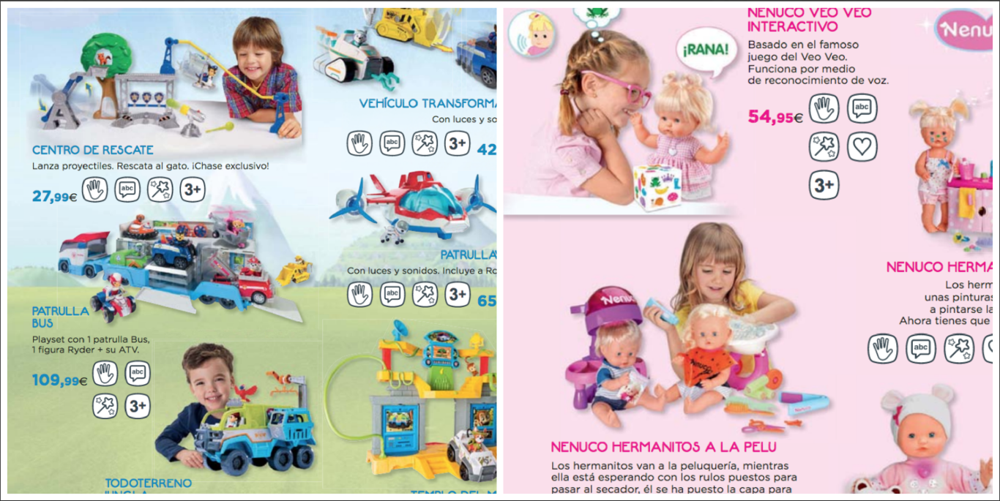 VEHÍCULO TRANSFORMA
Con luces y so
abc
3+
42
CENTRO DE RESCATE
Lanza proyectiles. Rescata al gato. ¡Chase exclusivo!
27,99€
abc
3+
PATRULLA
Con luces y sonidos. Incluye a Ro
abc
3+
65
PATRULLA
BUS
Playset con 1 patrulla Bus,
1 figura Ryder + su ATV.
109,99€
abc
3+
TODOTERRENO
JUNGLA
TEMPLO DEL M
NENUCO VEO VEO
INTERACTIVO
Basado en el famoso
juego del Veo Veo.
Funciona por medio
de reconocimiento de voz.
54,95€
abc
3+
¡RANA!
Nenu
NENUCO HERMA
Los herm
unas pinturas
a pintarse la
Ahora tienes que
abc
Nenuc
NENUCO HERMANITOS A LA PELU
Los hermanitos van a la peluquería, mientras
ella está esperando con los rulos puestos para
pasar al secador, él se ha puesto la capa para